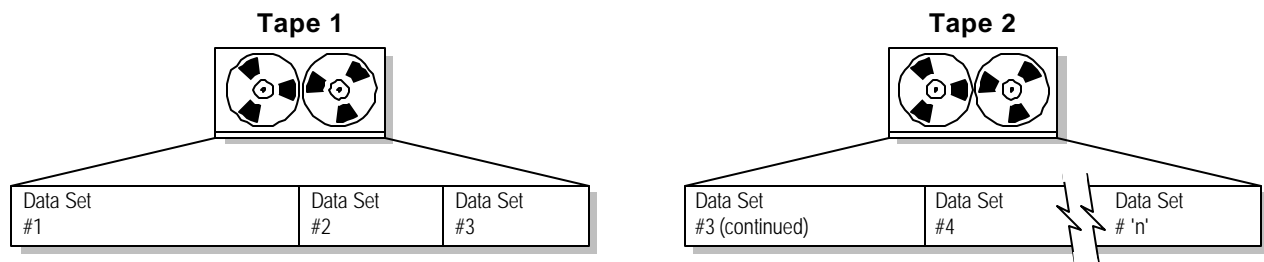 Tape 1
Data Set
#1
Data Set
#2
Data Set
#3
Tape 2
Data Set
#3 (continued)
Data Set
#4
Data Set
# 'n'